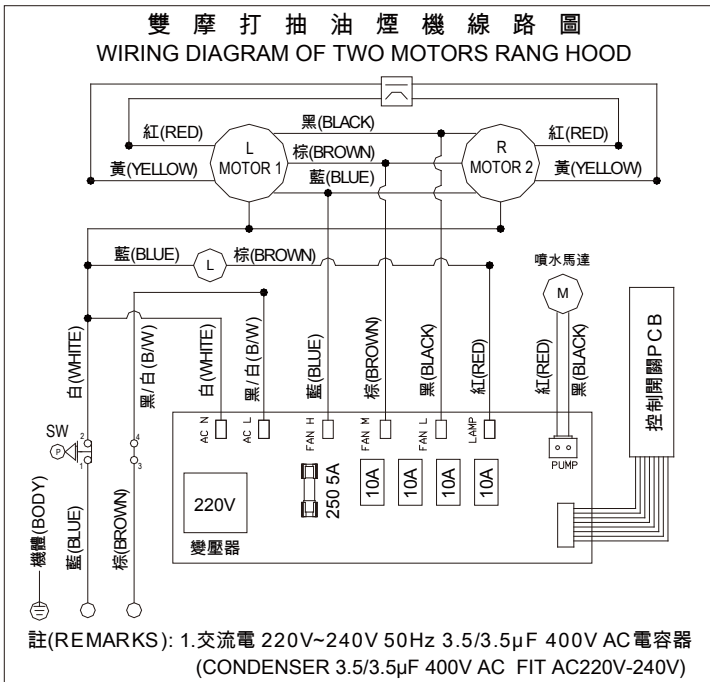 雙摩打抽油煙機線路圖
WIRING DIAGRAM OF TWO MOTORS RANG HOOD
黑(BLACK)
紅(RED)
L
MOTOR 1
棕(BROWN)
R
MOTOR 2
紅(RED)
黃(YELLOW)
藍(BLUE)
黃(YELLOW)
藍(BLUE)
L
棕(BROWN)
噴水馬達
M
白(WHITE)
黑/白(B/W)
白(WHITE)
黑/白(B/W)
藍(BLUE)
棕(BROWN)
黑(BLACK)
紅(RED)
紅(RED)
黑(BLACK)
控制開關PCB
SW
P
2
1
4
3
AC N
AC L
FAN H
FAN M
FAN L
LAMP
PUMP
220V
變壓器
250 5A
10A
10A
10A
10A
機體(BODY)
藍(BLUE)
棕(BROWN)
註(REMARKS): 1.交流電 220V~240V 50Hz 3.5/3.5μF 400V AC電容器
(CONDENSER 3.5/3.5μF 400V AC FIT AC220V-240V)